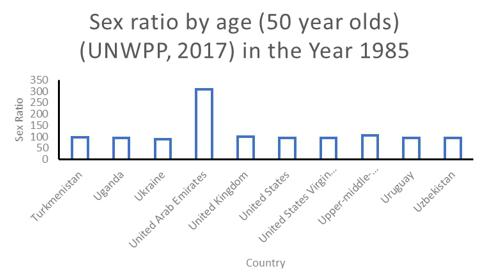 Sex ratio by age (50 year olds)
(UNWPP, 2017) in the Year 1985
350
300
250
200
150
100
50
0
Sex Ratio
Turkmenistan
Uganda
Ukraine
United Arab Emirates
United Kingdom
United States
United States Virgin...
Upper-middle-...
Uruguay
Uzbekistan
Country